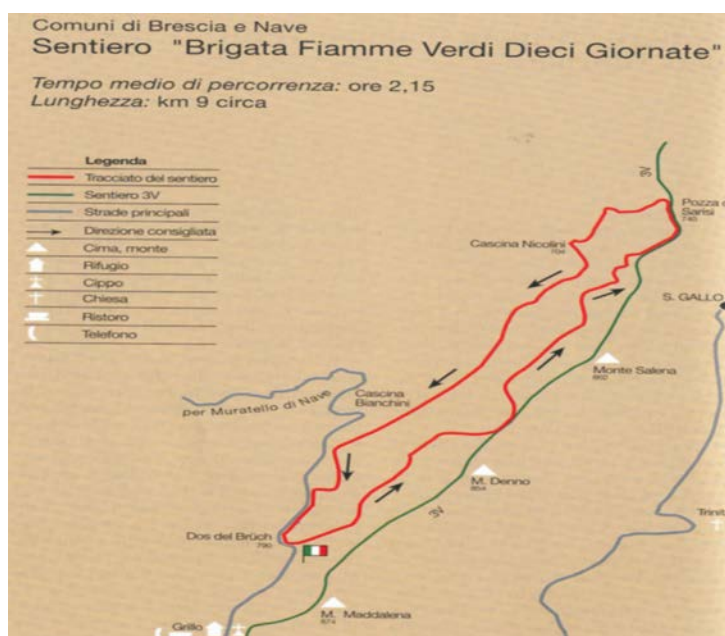 Comuni di Brescia e Nave
Sentiero "Brigata Fiamme Verdi Dieci Giornate"
Tempo medio di percorrenza: ore 2,15
Lunghezza: km 9 circa
Legenda
Tracciato del sentiero
Sentiero 3V
Strade principali
Direzione consigliata
Cima, monte
Rifugio
Cippo
Chiesa
Ristoro
Telefono
3V
Pozza
Sarisi
740
Cascina Nicolini
704
S. GALLO
Monte Salena
Cascina
Bianchini
per Muratello di Nave
M. Denno
854
3V
Trinit
Dos del Brüch
790
Grillo
M. Maddalena
874